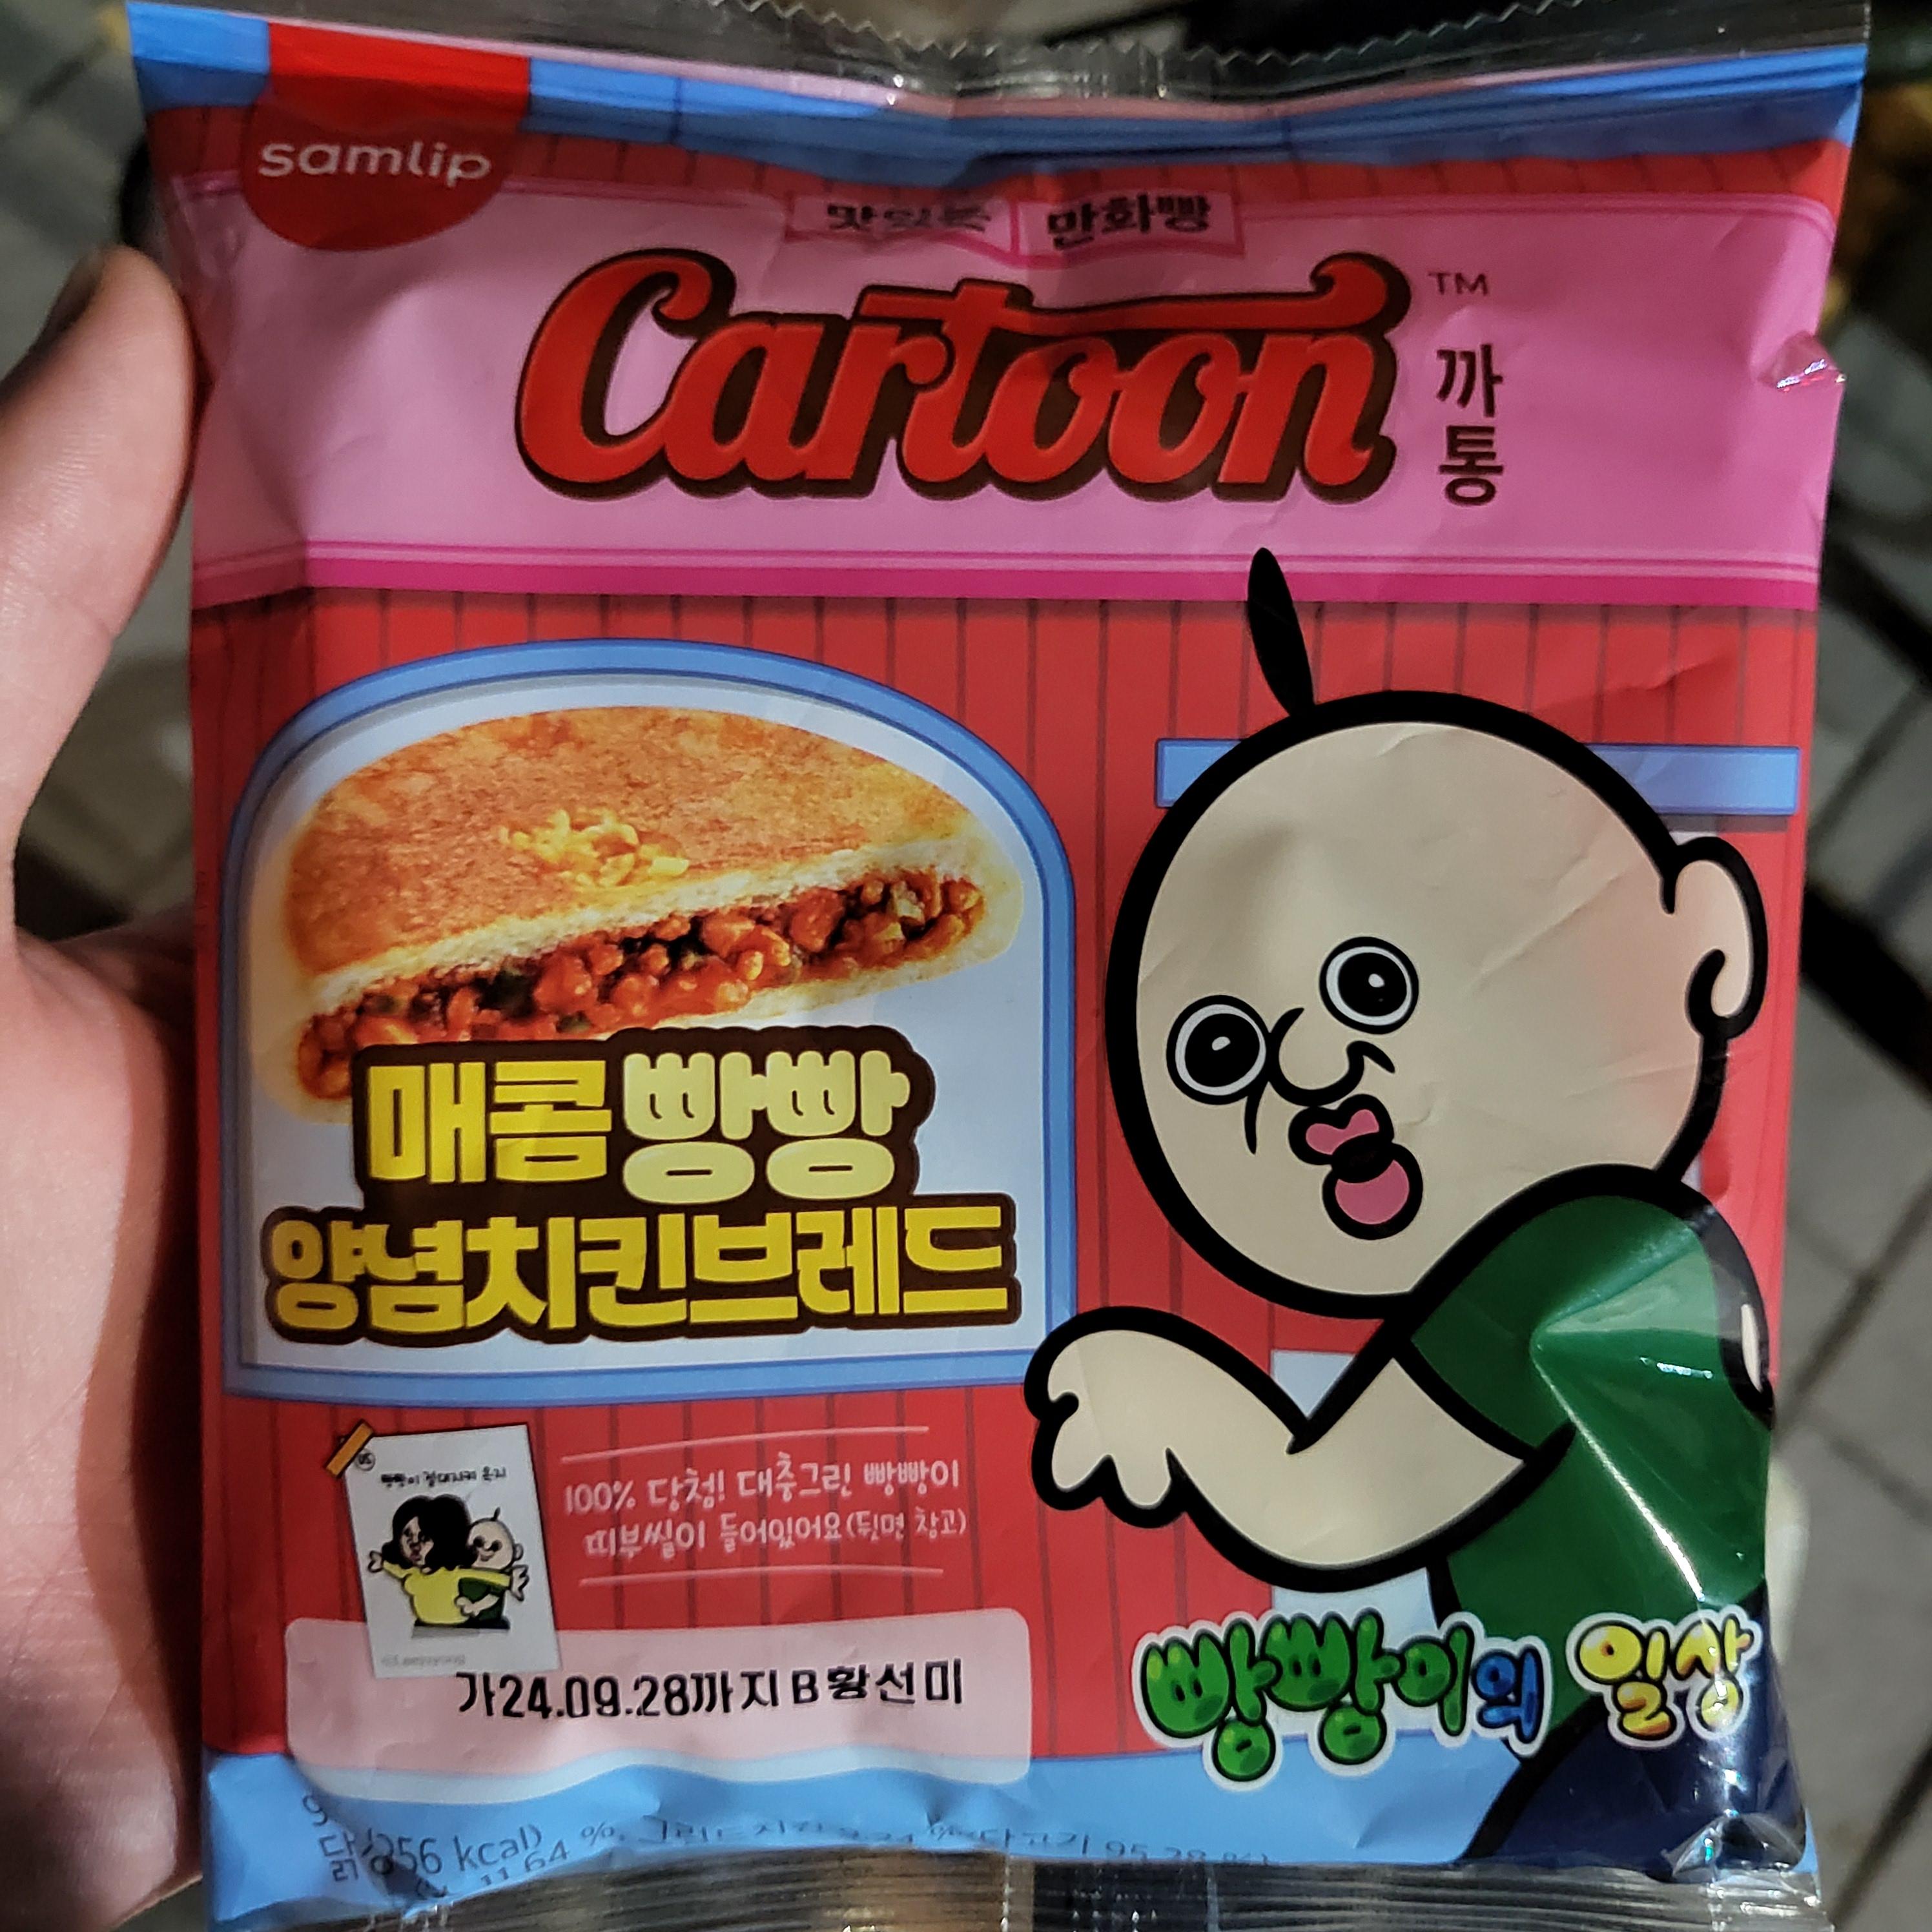 samlip
맛있는 만화빵
Cartoon™
까통
매콤빵빵
양념치킨브레드
100% 당첨! 대충그린 빵빵이
띠부씰이 들어있어요(뒷면 참고)
가24.09.28까지 B황선미
빵빵이의 일상
356 kcal)
11.64 %,